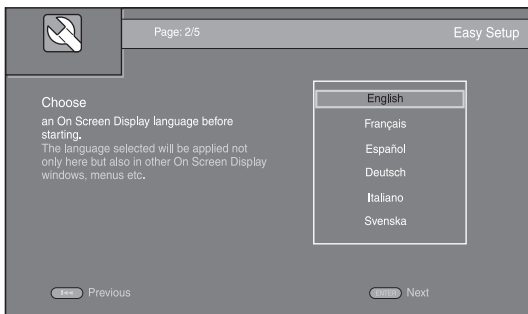 Page: 2/5
Easy Setup
Choose
an On Screen Display language before
starting.
The language selected will be applied not
only here but also in other On Screen Display
windows, menus etc.
English
Français
Español
Deutsch
Italiano
Svenska
Previous
ENTER Next